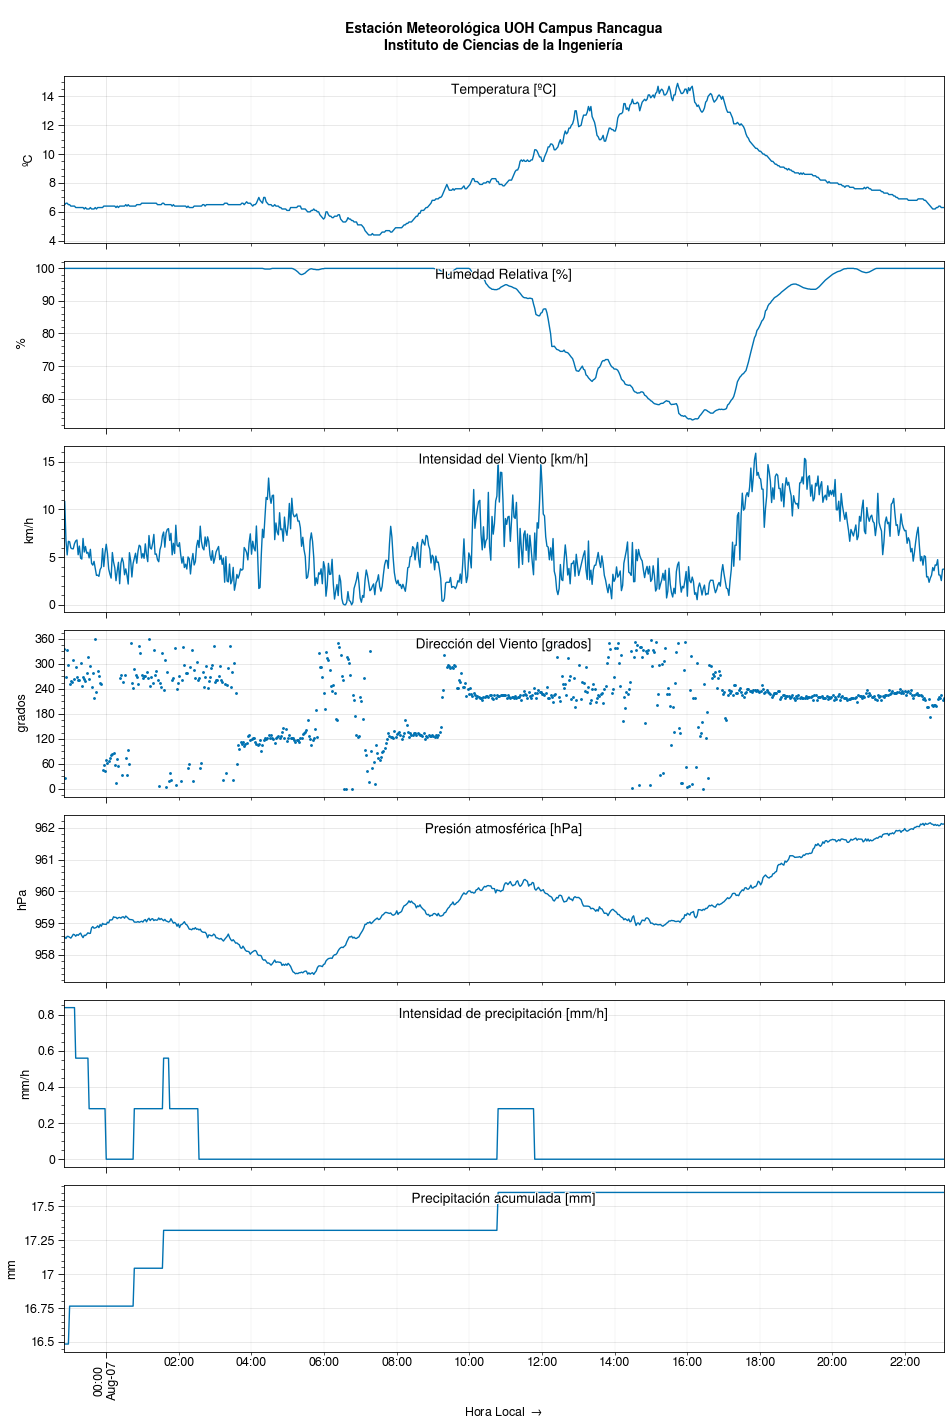 Estación Meteorológica UOH Campus Rancagua
Instituto de Ciencias de la Ingeniería
Temperatura [ºC]
14
12
10
8
6
4
ºC
Humedad Relativa [%]
100
90
80
70
60
%
Intensidad del Viento [km/h]
15
10
5
0
km/h
Dirección del Viento [grados]
360
300
240
180
120
60
0
grados
Presión atmosférica [hPa]
962
961
960
959
958
hPa
Intensidad de precipitación [mm/h]
0.8
0.6
0.4
0.2
0
mm/h
Precipitación acumulada [mm]
17.5
17.25
17
16.75
16.5
mm
00:00
Aug-07
02:00
04:00
06:00
08:00
10:00
12:00
14:00
16:00
18:00
20:00
22:00
Hora Local →